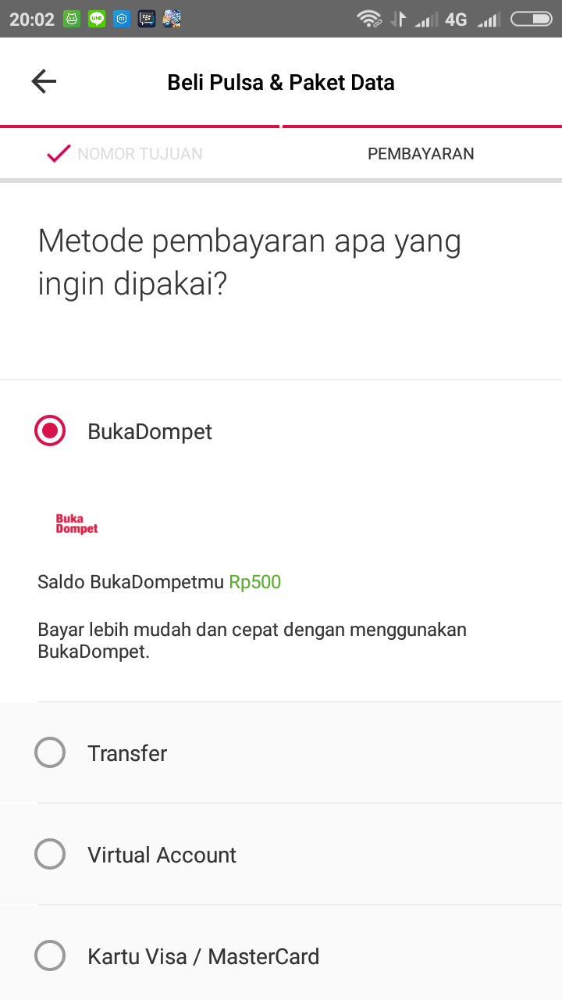 20:02 4G
Beli Pulsa & Paket Data
NOMOR TUJUAN PEMBAYARAN
Metode pembayaran apa yang
ingin dipakai?
BukaDompet
Buka
Dompet
Saldo BukaDompetmu Rp500
Bayar lebih mudah dan cepat dengan menggunakan
BukaDompet.
Transfer
Virtual Account
Kartu Visa / MasterCard